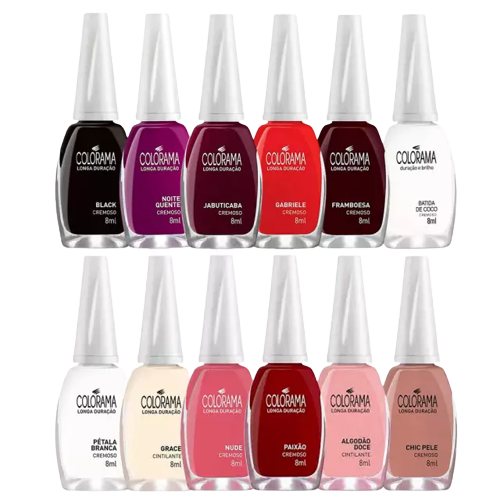 COLORAMA
LONGA DURAÇÃO
BLACK
CREMOSO
8ml
COLORAMA
LONGA DURAÇÃO
NOITE
QUENTE
CREMOSO
8ml
COLORAMA
LONGA DURAÇÃO
JABUTICABA
CREMOSO
8ml
COLORAMA
LONGA DURAÇÃO
GABRIELE
CREMOSO
8ml
COLORAMA
LONGA DURAÇÃO
FRAMBOESA
CREMOSO
8ml
COLORAMA
duração e brilho
BATIDA
DE COCO
CREMOSO
8ml
COLORAMA
LONGA DURAÇÃO
PÉTALA
BRANCA
CREMOSO
8ml
COLORAMA
LONGA DURAÇÃO
GRACE
CINTILANTE
8ml
COLORAMA
LONGA DURAÇÃO
NUDE
CREMOSO
8ml
COLORAMA
LONGA DURAÇÃO
PAIXÃO
CREMOSO
8ml
COLORAMA
LONGA DURAÇÃO
ALGODÃO
DOCE
CINTILANTE
8ml
COLORAMA
LONGA DURAÇÃO
CHIC PELE
CREMOSO
8ml